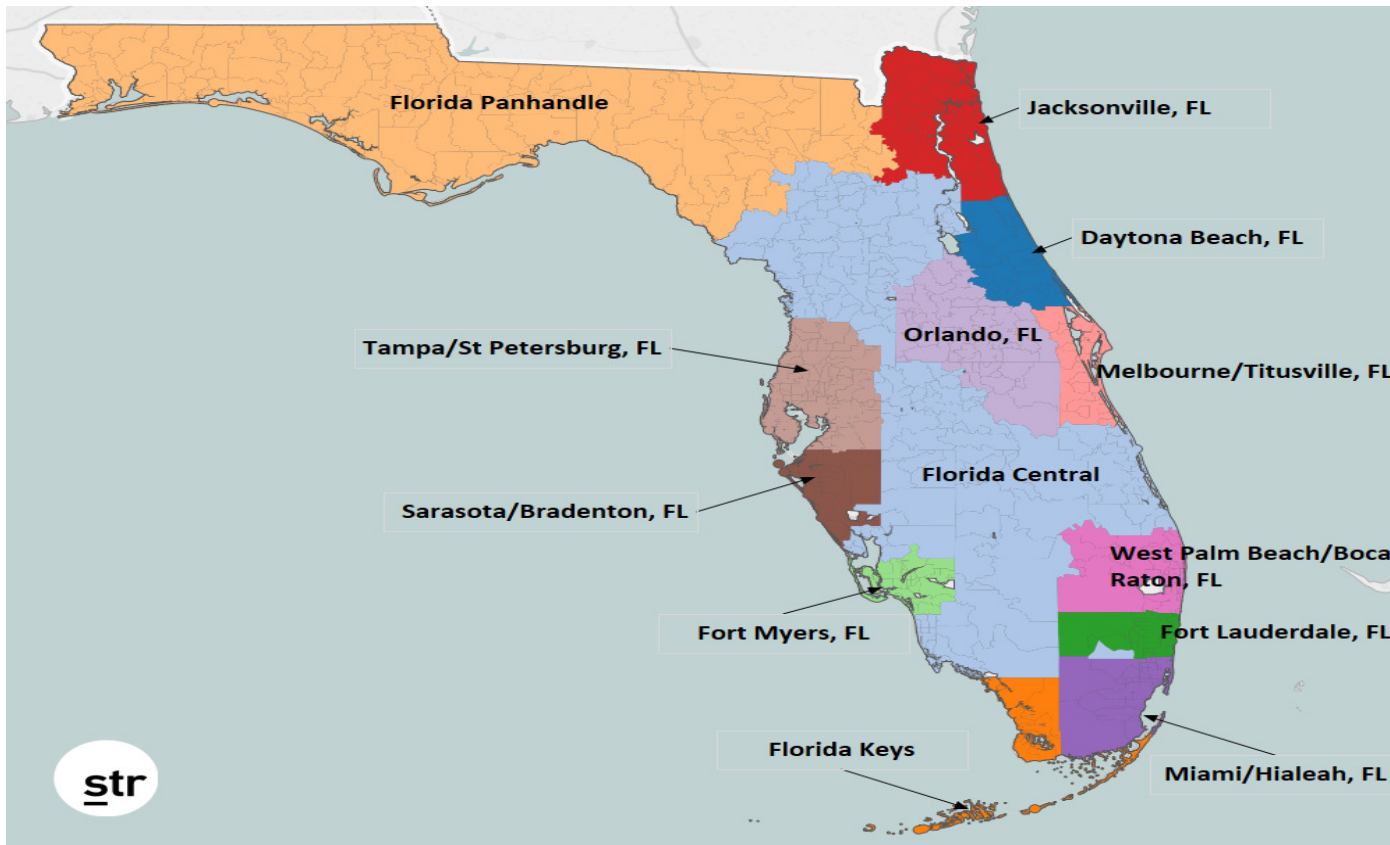 Florida Panhandle
Jacksonville, FL
Daytona Beach, FL
Orlando, FL
Tampa/St Petersburg, FL
Melbourne/Titusville, FL
Florida Central
Sarasota/Bradenton, FL
West Palm Beach/Boca
Raton, FL
Fort Myers, FL
Fort Lauderdale, FL
Florida Keys
Miami/Hialeah, FL
str